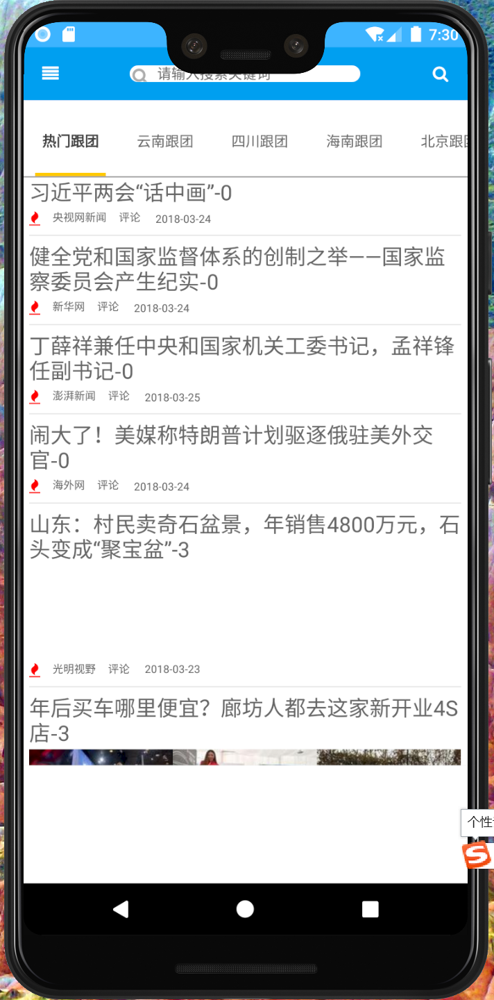 7:30
请输入搜索关键词
热门跟团 云南跟团 四川跟团 海南跟团 北京跟团
习近平两会“话中画”-0
央视网新闻 评论 2018-03-24
健全党和国家监督体系的创制之举——国家监
察委员会产生纪实-0
新华网 评论 2018-03-24
丁薛祥兼任中央和国家机关工委书记，孟祥锋
任副书记-0
澎湃新闻 评论 2018-03-25
闹大了！美媒称特朗普计划驱逐俄驻美外交
官-0
海外网 评论 2018-03-24
山东：村民卖奇石盆景，年销售4800万元，石
头变成“聚宝盆”-3
光明视野 评论 2018-03-23
年后买车哪里便宜？廊坊人都去这家新开业4S
店-3
个性
S